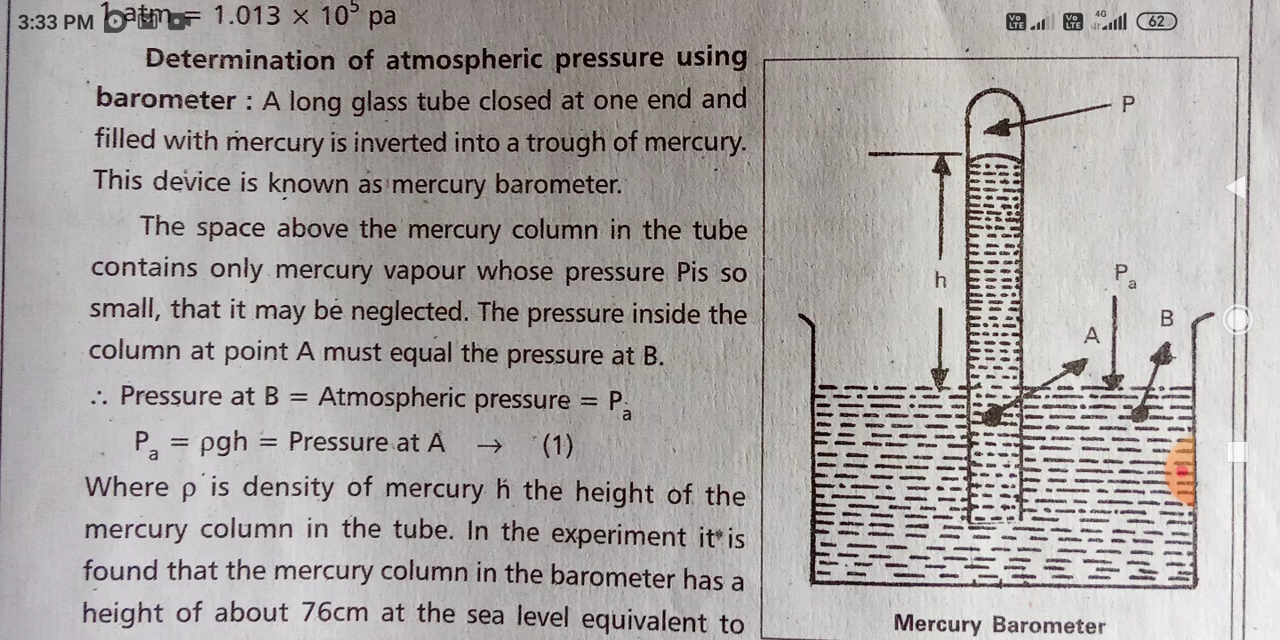 3:33 PM
VoLTE VoLTE 4G 62
1 atm = 1.013 × 10⁵ pa
Determination of atmospheric pressure using
barometer : A long glass tube closed at one end and
filled with mercury is inverted into a trough of mercury.
This device is known as mercury barometer.
The space above the mercury column in the tube
contains only mercury vapour whose pressure Pis so
small, that it may be neglected. The pressure inside the
column at point A must equal the pressure at B.
∴ Pressure at B = Atmospheric pressure = Pₐ
Pₐ = ρgh = Pressure at A → (1)
Where ρ is density of mercury h the height of the
mercury column in the tube. In the experiment it is
found that the mercury column in the barometer has a
height of about 76cm at the sea level equivalent to
P
h
Pₐ
A
B
Mercury Barometer